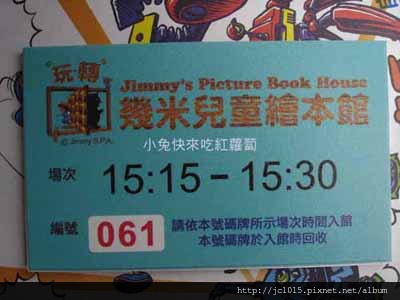 "玩轉"
Jimmy's Picture Book House
幾米兒童繪本館
© Jimmy S.P.A.
小兔快來吃紅蘿蔔
場次 15:15 – 15:30
編號 061 請依本號碼牌所示場次時間入館
本號碼牌於入館時回收
http://jc1015.pixnet.net/album